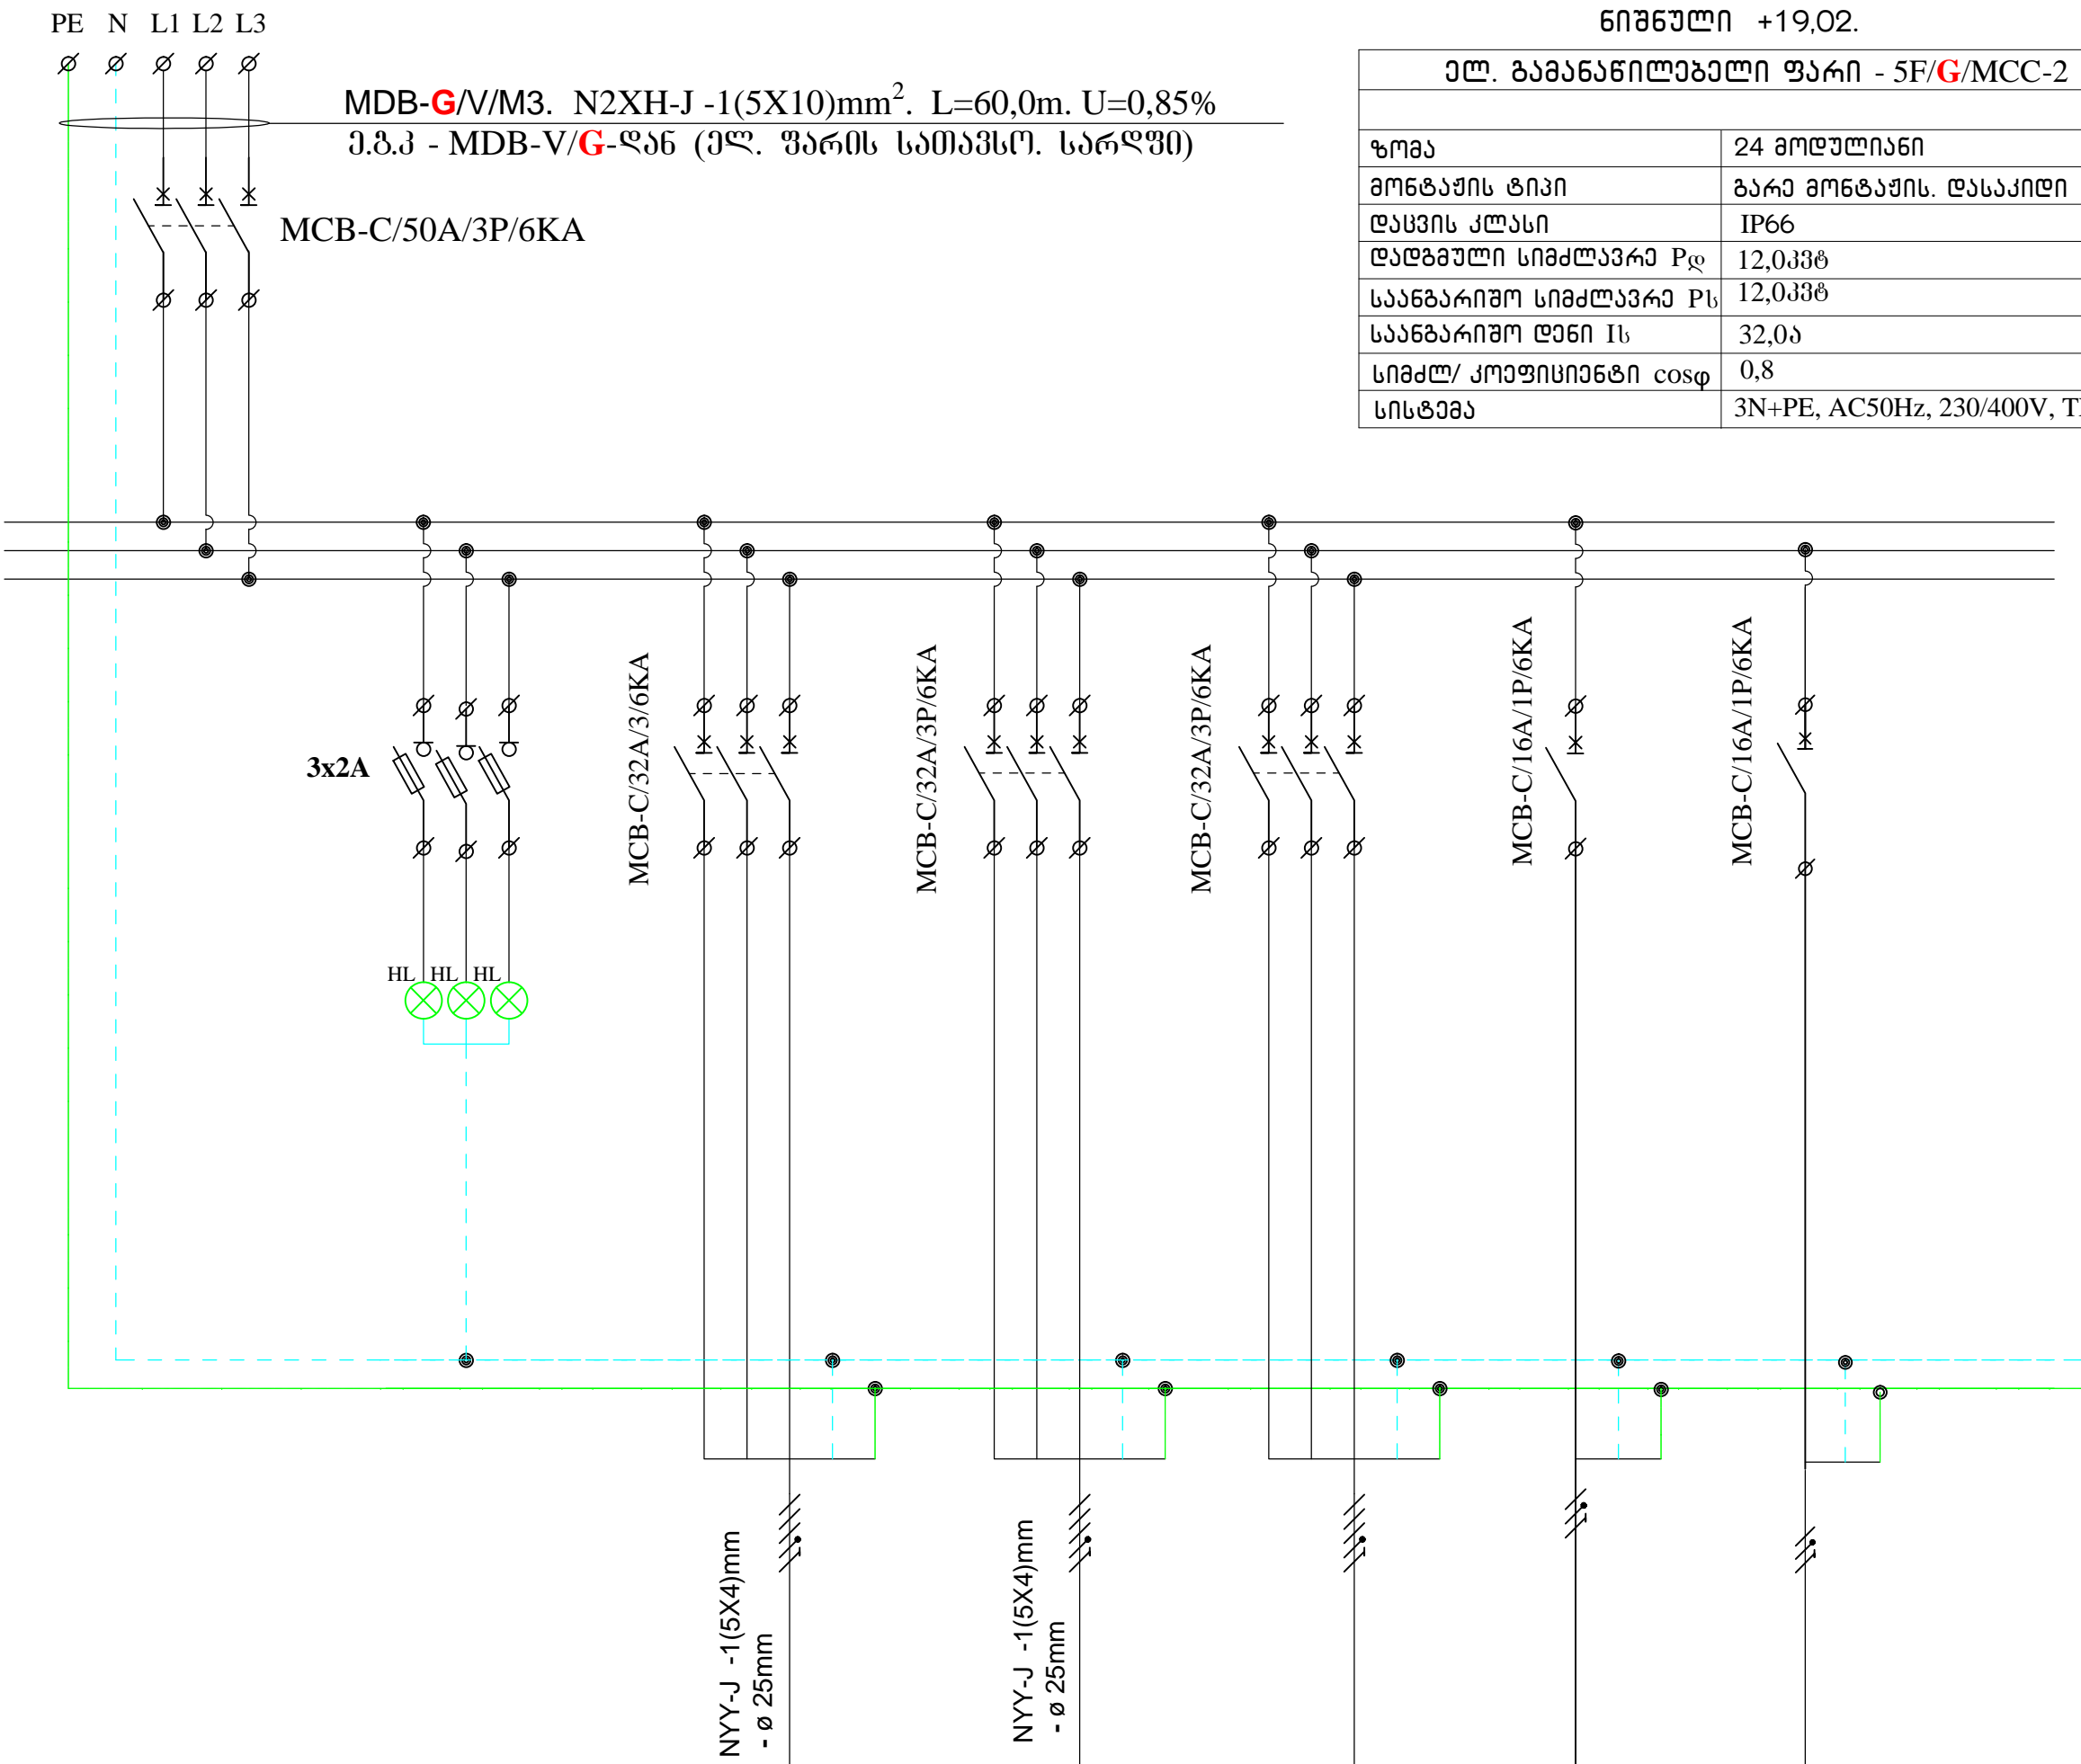 PE N L1 L2 L3
ნიშნული +19,02.
ელ. გამანაწილებელი ფარი - 5F/G/MCC-2
ზომა 24 მოდულიანი
მონტაჟის ტიპი გარე მონტაჟის. დასაკიდი
დაცვის კლასი IP66
დადგმული სიმძლავრე Pდ 12,0კვტ
საანგარიშო სიმძლავრე Pს 12,0კვტ
საანგარიშო დენი Iს 32,0ა
სიმძლ/ კოეფიციენტი cosφ 0,8
სისტემა 3N+PE, AC50Hz, 230/400V,
MDB-G/V/M3. N2XH-J -1(5X10)mm². L=60,0m. U=0,85%
ე.გ.კ - MDB-V/G-დან (ელ. ფარის სათავსო. სარდფი)
MCB-C/50A/3P/6KA
3x2A
MCB-C/32A/3/6KA
MCB-C/32A/3P/6KA
MCB-C/32A/3P/6KA
MCB-C/16A/1P/6KA
MCB-C/16A/1P/6KA
HL HL HL
NYY-J -1(5X4)mm
- ø 25mm
NYY-J -1(5X4)mm
- ø 25mm